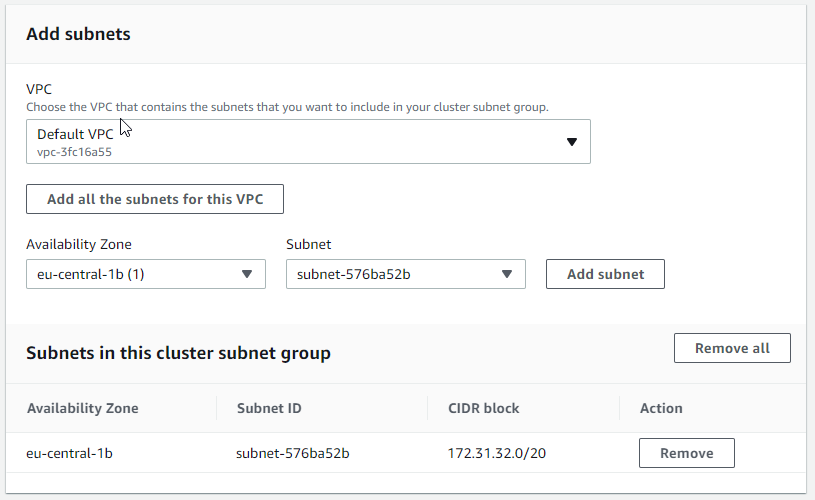 Add subnets
VPC
Choose the VPC that contains the subnets that you want to include in your cluster subnet group.
Default VPC
vpc-3fc16a55
Add all the subnets for this VPC
Availability Zone Subnet
eu-central-1b (1) subnet-576ba52b Add subnet
Subnets in this cluster subnet group Remove all
Availability Zone Subnet ID CIDR block Action
eu-central-1b subnet-576ba52b 172.31.32.0/20 Remove